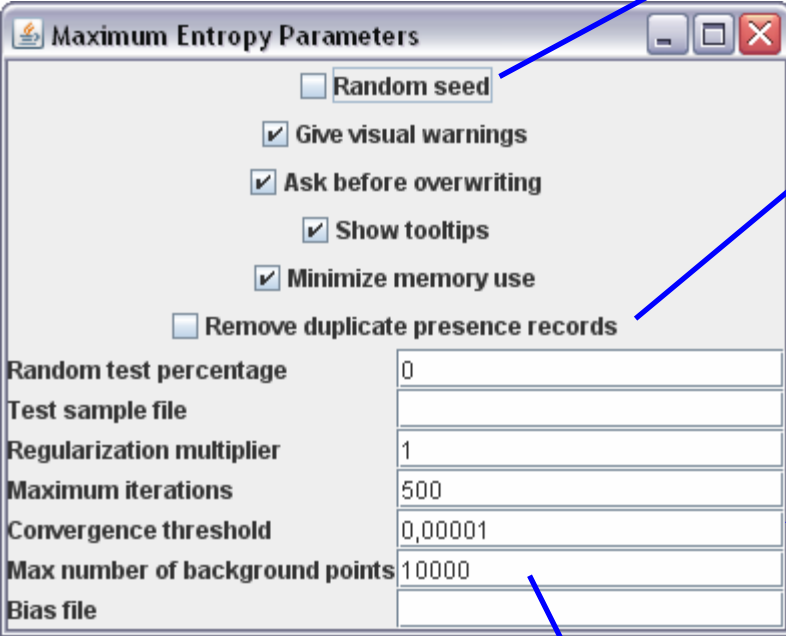 Maximum Entropy Parameters
Random seed
Give visual warnings
Ask before overwriting
Show tooltips
Minimize memory use
Remove duplicate presence records
Random test percentage 0
Test sample file
Regularization multiplier 1
Maximum iterations 500
Convergence threshold 0,00001
Max number of background points 10000
Bias file